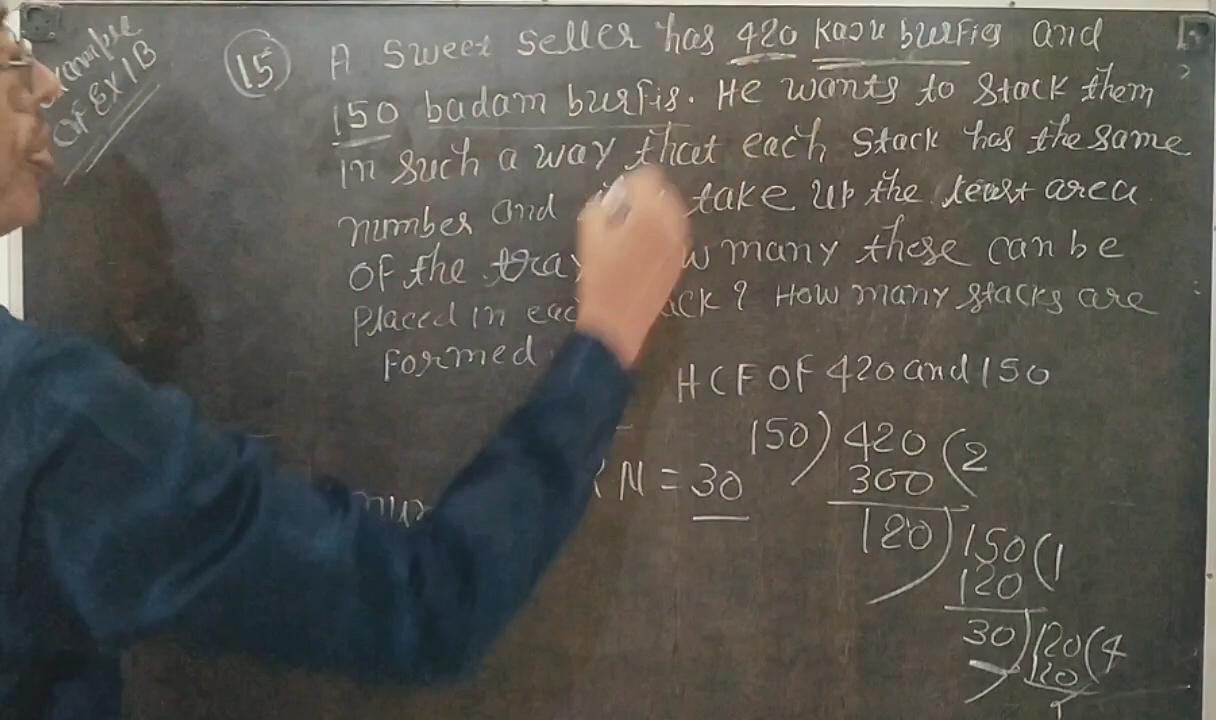 Example
of EX 1B
15 A Sweet seller has 420 kaju burfies and
150 badam burfis. He wants to stack them
in such a way that each stack has the same
number and take up the least area
of the tray many these can be
placed in each ? How many stacks are
formed
HCF OF 420 and 150
150) 420 (2
300
120) 150 (1
120
30) 120 (4
120
N = 30